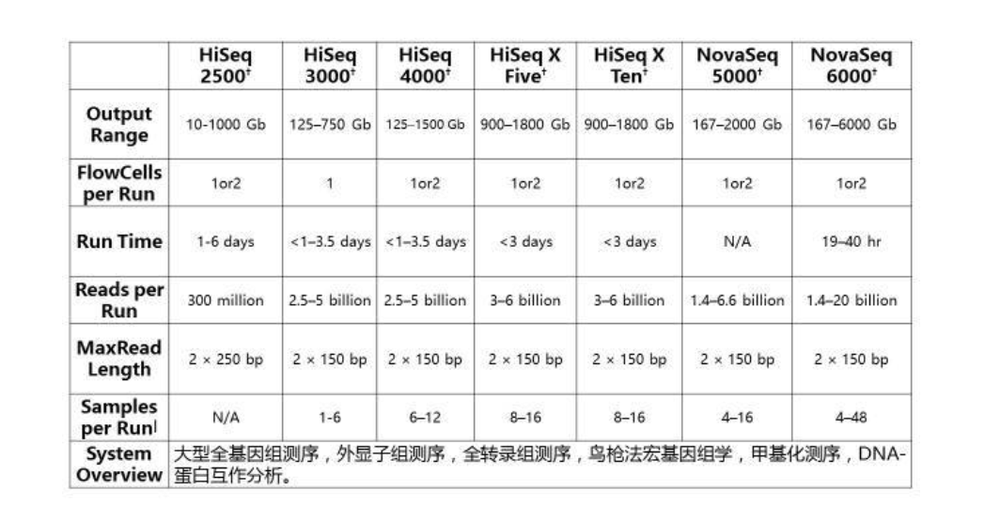 HiSeq 2500† HiSeq 3000† HiSeq 4000† HiSeq X Five† HiSeq X Ten† NovaSeq 5000† NovaSeq 6000†
Output Range 10-1000 Gb 125–750 Gb 125–1500 Gb 900–1800 Gb 900–1800 Gb 167–2000 Gb 167–6000 Gb
FlowCells per Run 1or2 1 1or2 1or2 1or2 1or2 1or2
Run Time 1-6 days <1–3.5 days <1–3.5 days <3 days <3 days N/A 19–40 hr
Reads per Run 300 million 2.5–5 billion 2.5–5 billion 3–6 billion 3–6 billion 1.4–6.6 billion 1.4–20 billion
MaxRead Length 2 × 250 bp 2 × 150 bp 2 × 150 bp 2 × 150 bp 2 × 150 bp 2 × 150 bp 2 × 150 bp
Samples per Run| N/A 1-6 6–12 8–16 8–16 4–16 4–48
System Overview 大型全基因组测序，外显子组测序，全转录组测序，鸟枪法宏基因组学，甲基化测序，DNA-
蛋白互作分析。